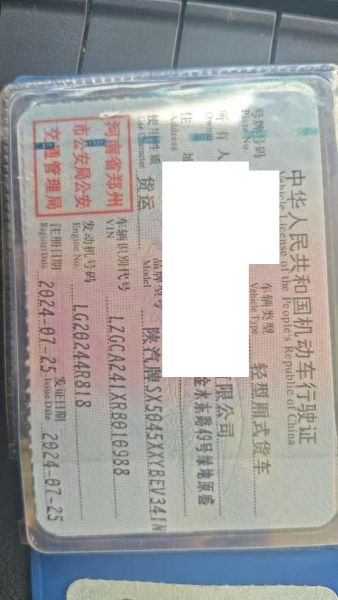 中华人民共和国机动车行驶证
Vehicle License of the People's Republic of China
号牌号码
Plate No.
车辆类型 轻型厢式货车
Vehicle Type
所有人
Owner
有限公司
住址
Address
金水东路49号绿地原盛
使用性质 货运
Use Character
品牌型号 陕汽牌SX5045XXYBEV341N
Model
河南省郑州
市公安局公安
交通管理局
车辆识别代号 LZGCA241XRB010988
VIN
发动机号码 LG20244R818
Engine No.
注册日期 2024-07-25
Register Date
发证日期 2024-07-25
Issue Date